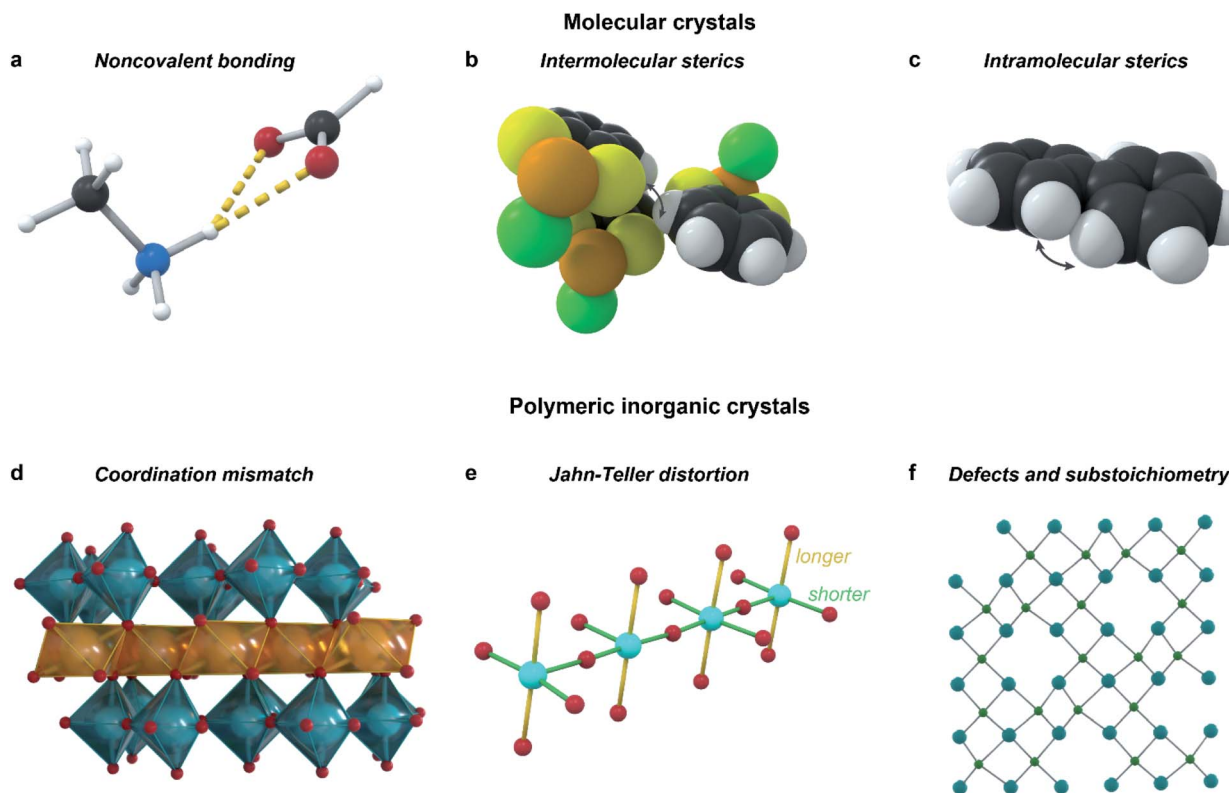 Molecular crystals
a Noncovalent bonding
b Intermolecular sterics
c Intramolecular sterics
Polymeric inorganic crystals
d Coordination mismatch
e Jahn-Teller distortion
longer
shorter
f Defects and substoichiometry